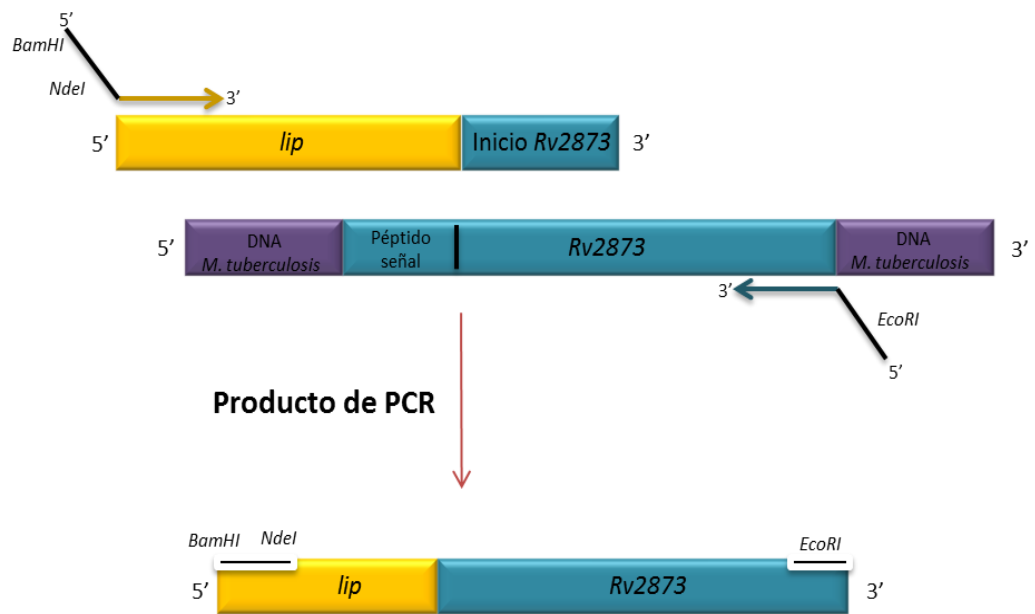 5’
BamHI
NdeI
3’
5’
lip
Inicio Rv2873
3’
5’
DNA
M. tuberculosis
Péptido
señal
Rv2873
DNA
M. tuberculosis
3’
3’
EcoRI
5’
Producto de PCR
BamHI
NdeI
EcoRI
5’
lip
Rv2873
3’